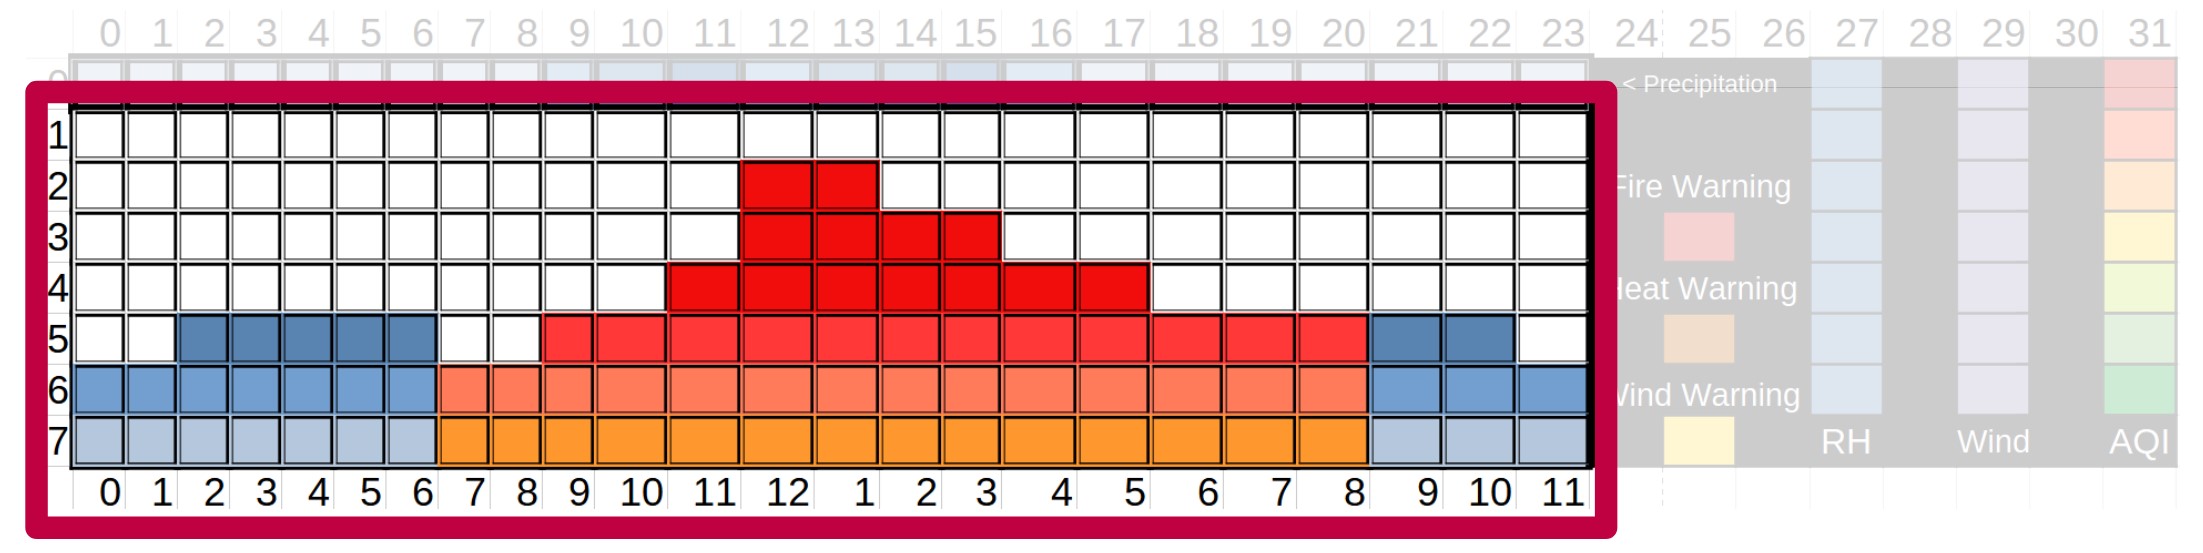 0 1 2 3 4 5 6 7 8 9 10 11 12 13 14 15 16 17 18 19 20 21 22 23 24 25 26 27 28 29 30 31
0 < Precipitation
1
2 Fire Warning
3
4 Heat Warning
5
6 Wind Warning
7 RH Wind AQI
0 1 2 3 4 5 6 7 8 9 10 11 12 1 2 3 4 5 6 7 8 9 10 11